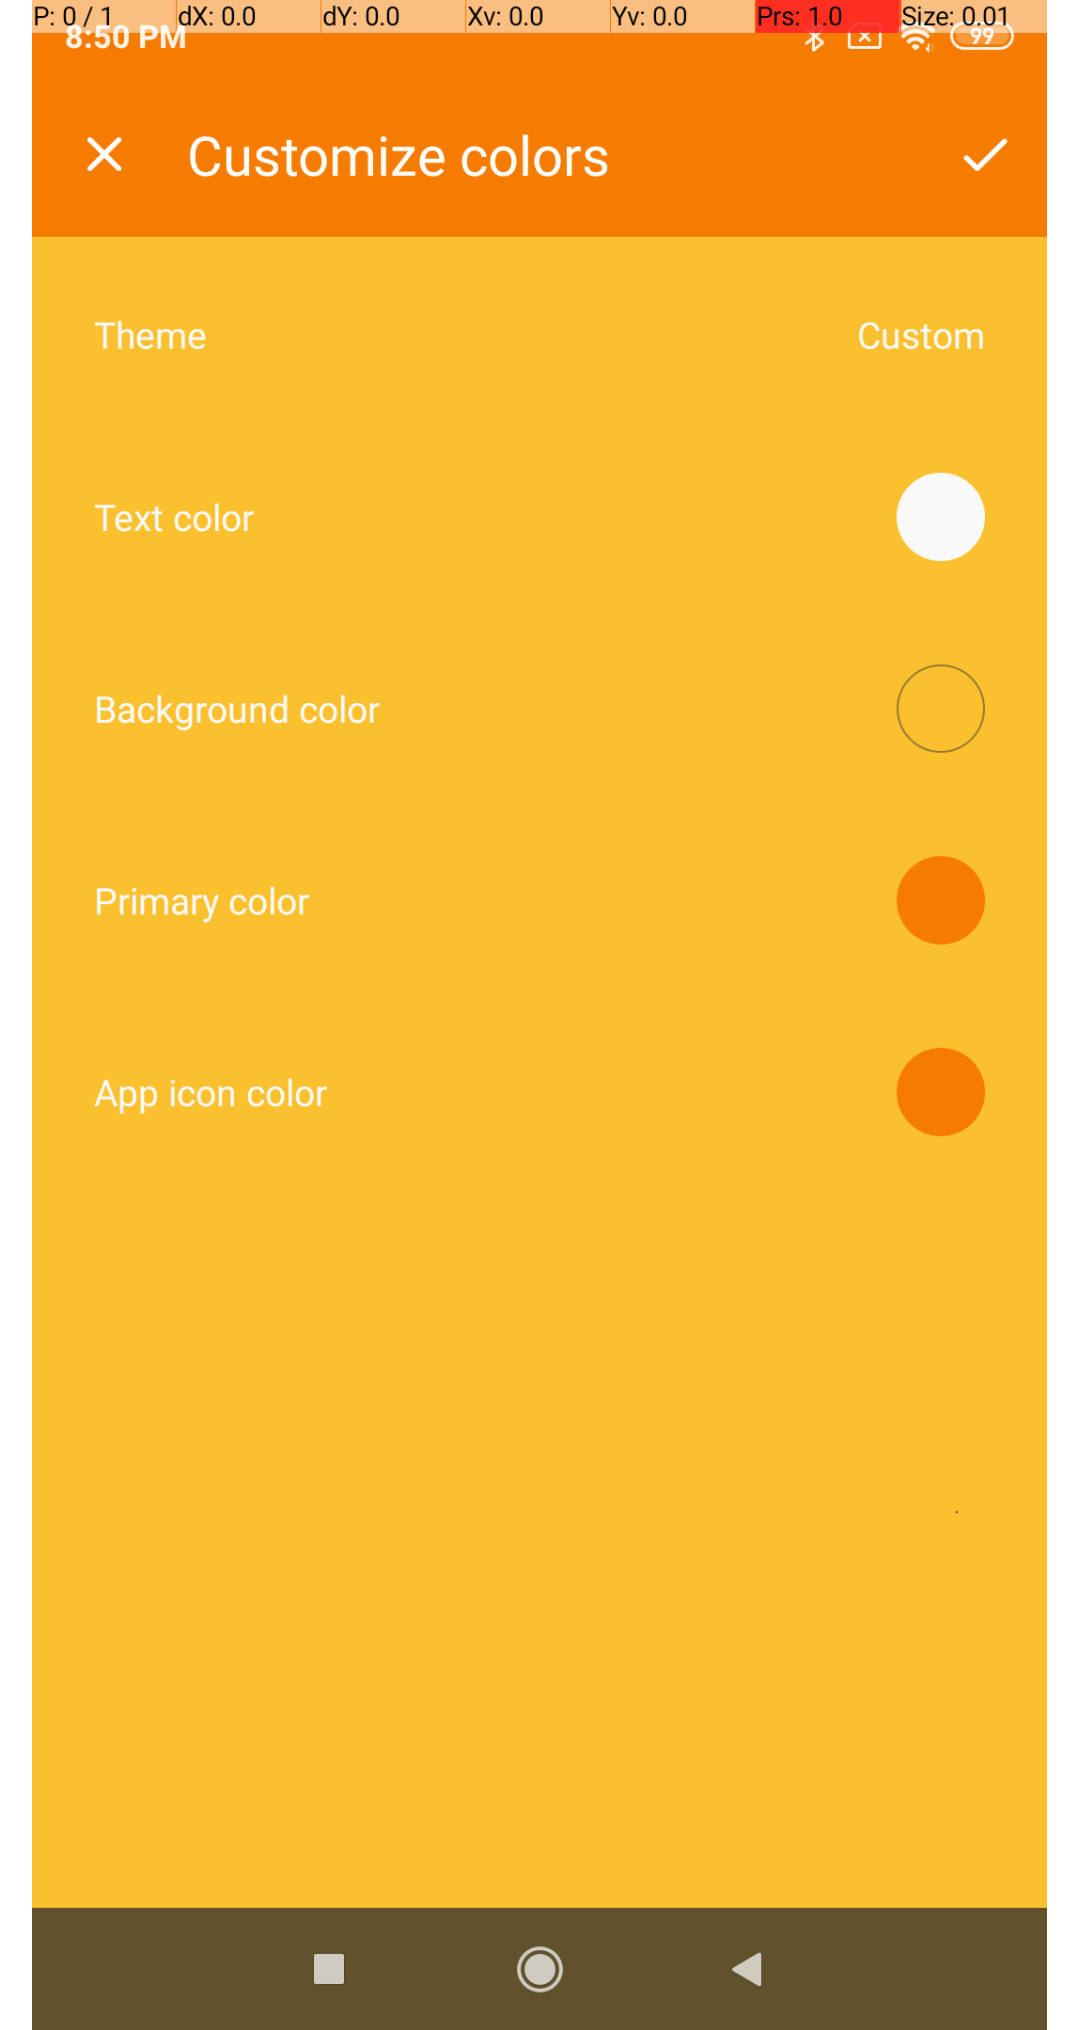 P: 0 / 1 dX: 0.0 dY: 0.0 Xv: 0.0 Yv: 0.0 Prs: 1.0 Size: 0.01
8:50 PM 99
Customize colors
Theme Custom
Text color
Background color
Primary color
App icon color